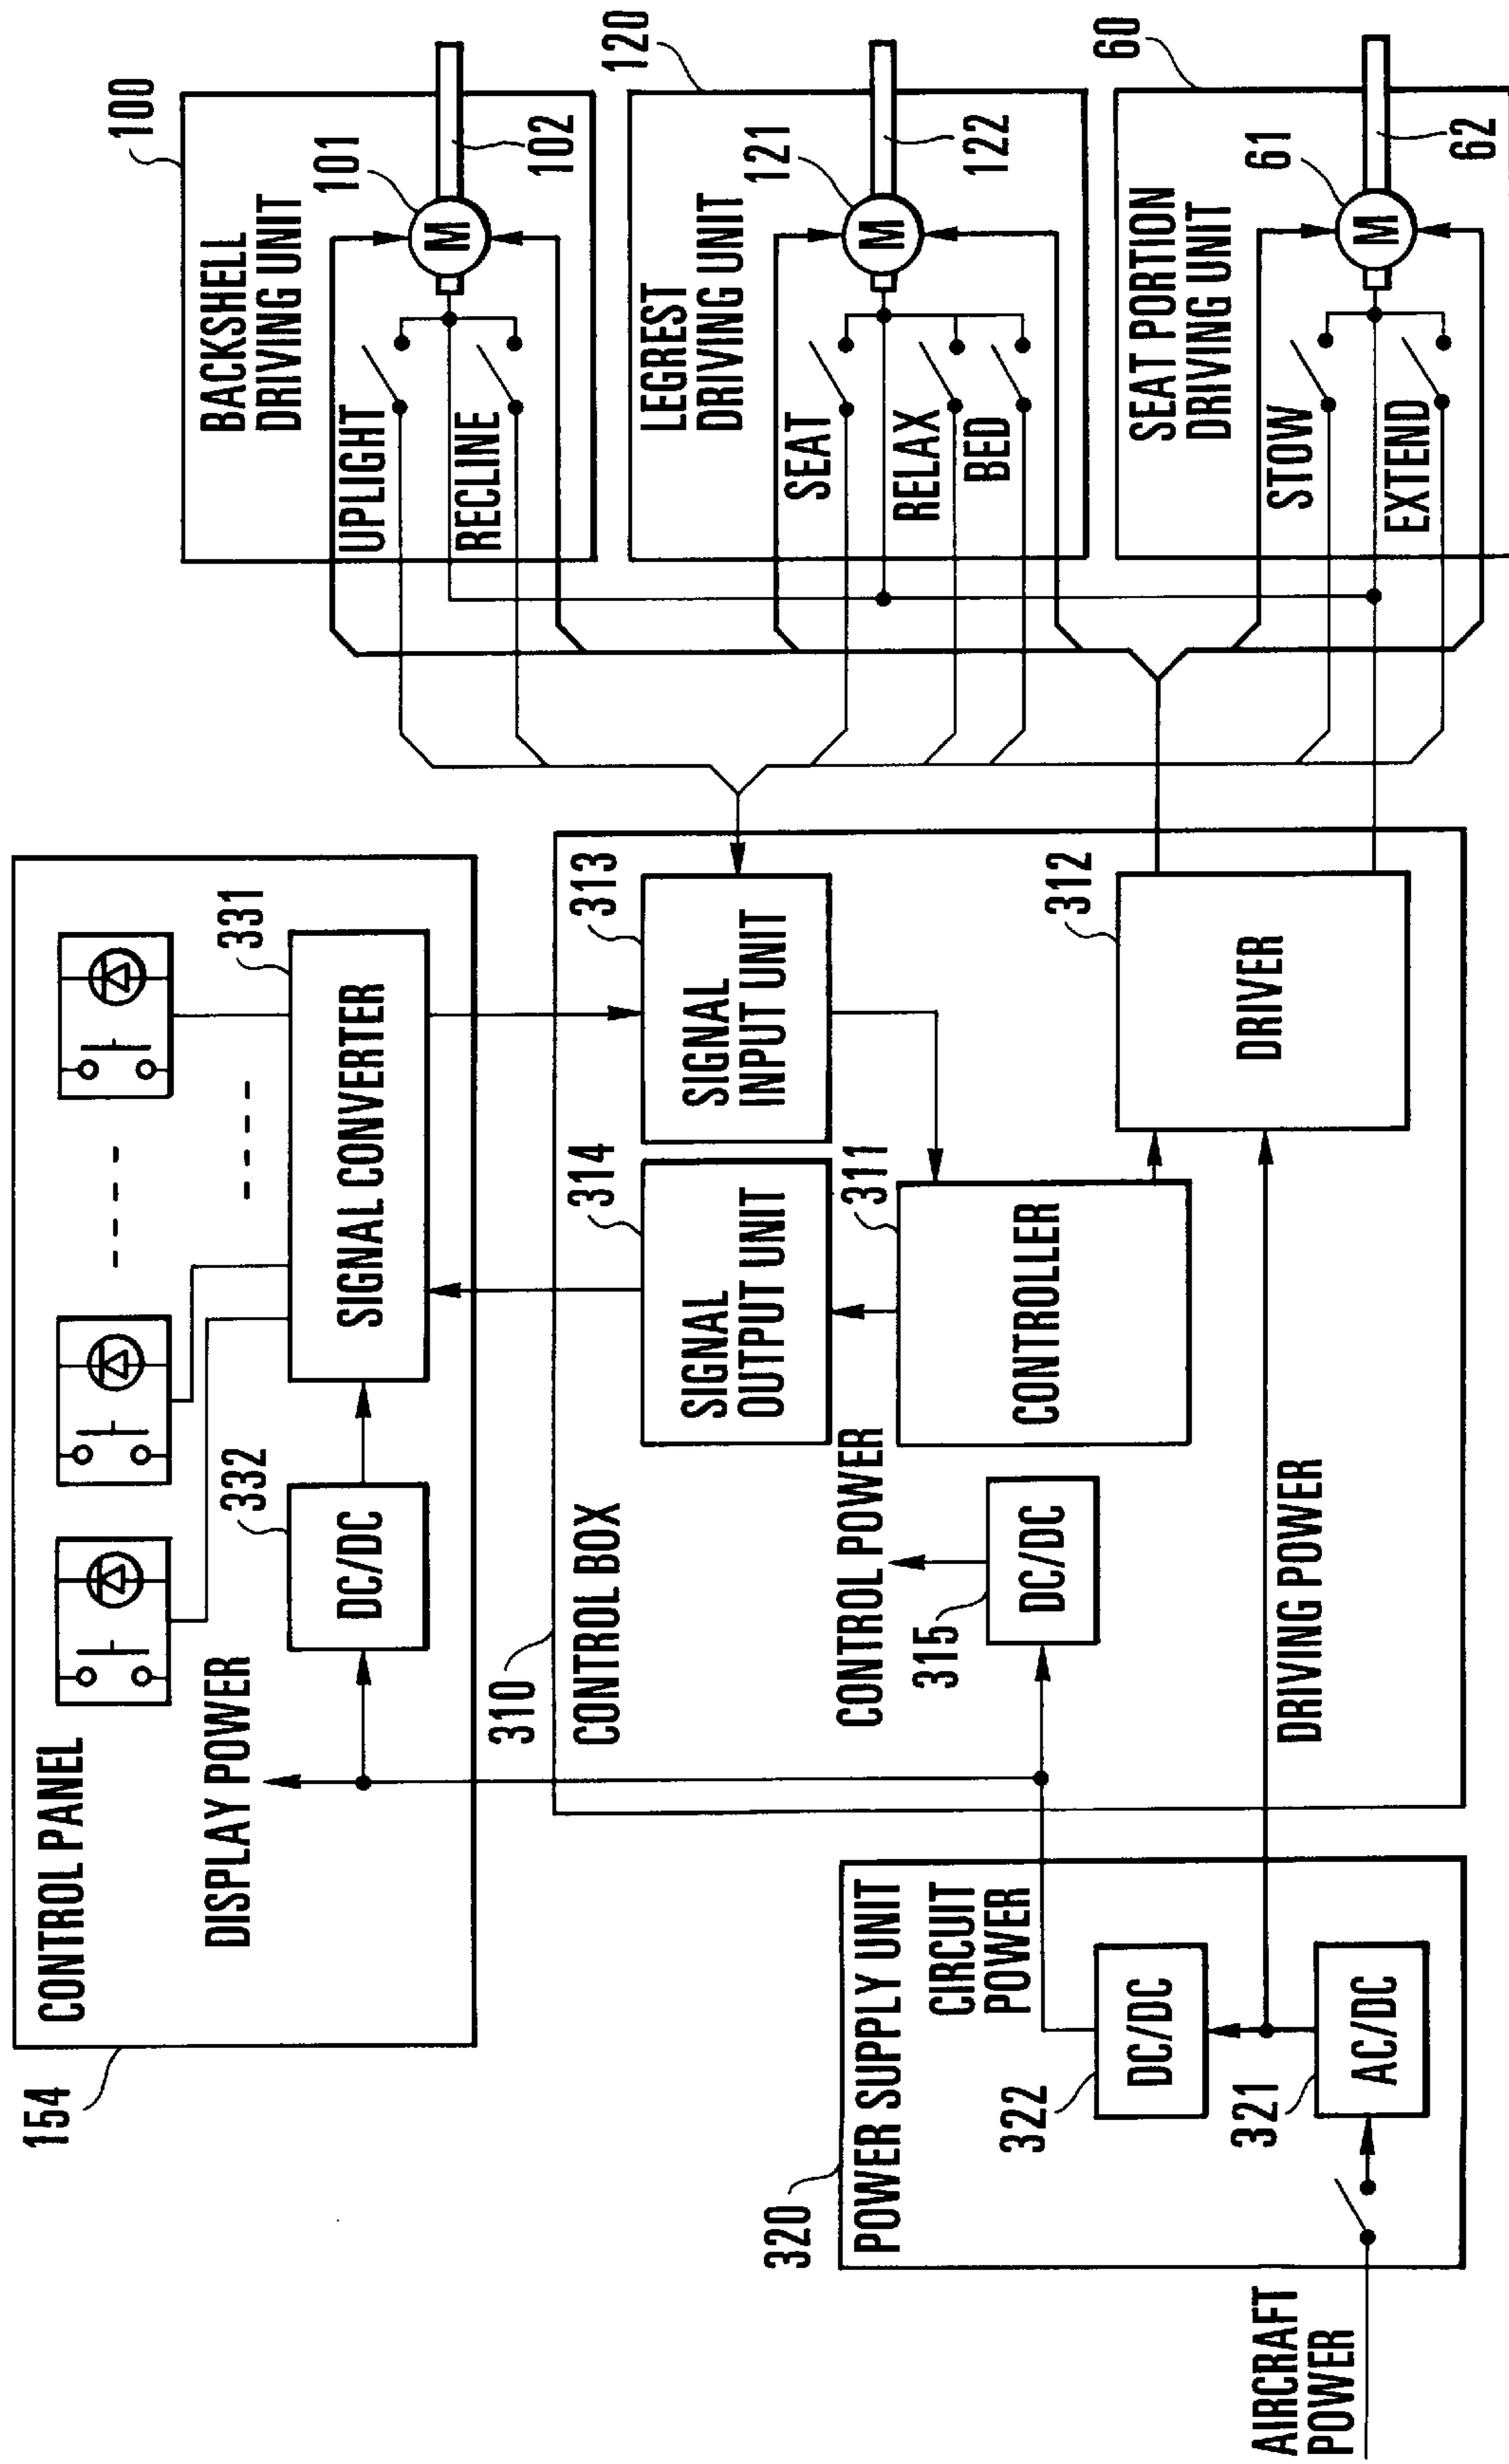 154
CONTROL PANEL
DISPLAY POWER
332
DC/DC
331
SIGNAL CONVERTER
310
CONTROL BOX
314
SIGNAL
OUTPUT UNIT
313
SIGNAL
INPUT UNIT
CONTROL POWER
315
DC/DC
311
CONTROLLER
312
DRIVER
DRIVING POWER
320
POWER SUPPLY UNIT
CIRCUIT
POWER
322
DC/DC
321
AC/DC
AIRCRAFT
POWER
100
BACKSHELL
DRIVING UNIT
101
M
102
UPLIGHT
RECLINE
120
LEGREST
DRIVING UNIT
121
M
122
SEAT
RELAX
BED
60
SEAT PORTION
DRIVING UNIT
61
M
62
STOW
EXTEND